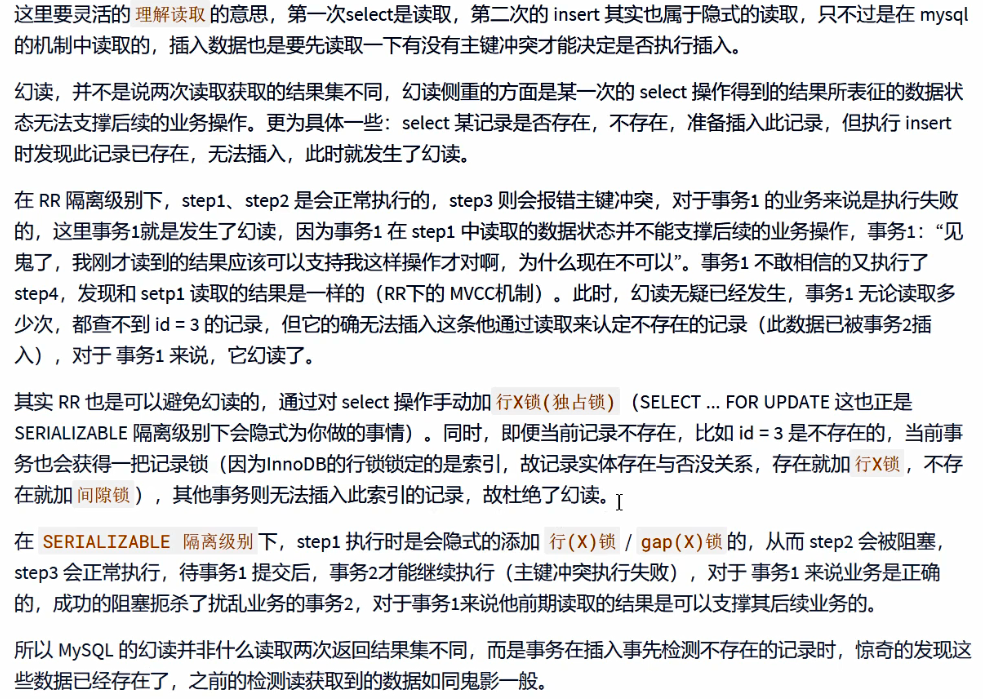 这里要灵活的 理解读取 的意思，第一次select是读取，第二次的 insert 其实也属于隐式的读取，只不过是在 mysql
的机制中读取的，插入数据也是要先读取一下有没有主键冲突才能决定是否执行插入。
幻读，并不是说两次读取获取的结果集不同，幻读侧重的方面是某一次的 select 操作得到的结果所表征的数据状
态无法支撑后续的业务操作。更为具体一些：select 某记录是否存在，不存在，准备插入此记录，但执行 insert
时发现此记录已存在，无法插入，此时就发生了幻读。
在 RR 隔离级别下，step1、step2 是会正常执行的，step3 则会报错主键冲突，对于事务1 的业务来说是执行失败
的，这里事务1就是发生了幻读，因为事务1 在 step1 中读取的数据状态并不能支撑后续的业务操作，事务1：“见
鬼了，我刚才读到的结果应该可以支持我这样操作才对啊，为什么现在不可以”。事务1 不敢相信的又执行了
step4，发现和 setp1 读取的结果是一样的（RR下的 MVCC机制）。此时，幻读无疑已经发生，事务1 无论读取多
少次，都查不到 id = 3 的记录，但它的确无法插入这条他通过读取来认定不存在的记录（此数据已被事务2插
入），对于 事务1 来说，它幻读了。
其实 RR 也是可以避免幻读的，通过对 select 操作手动加 行X锁(独占锁) （SELECT ... FOR UPDATE 这也正是
SERIALIZABLE 隔离级别下会隐式为你做的事情）。同时，即便当前记录不存在，比如 id = 3 是不存在的，当前事
务也会获得一把记录锁（因为InnoDB的行锁锁定的是索引，故记录实体存在与否没关系，存在就加 行X锁 ，不存
在就加 间隙锁 ），其他事务则无法插入此索引的记录，故杜绝了幻读。
在 SERIALIZABLE 隔离级别 下，step1 执行时是会隐式的添加 行(X)锁 / gap(X)锁 的，从而 step2 会被阻塞，
step3 会正常执行，待事务1 提交后，事务2才能继续执行（主键冲突执行失败），对于 事务1 来说业务是正确
的，成功的阻塞扼杀了扰乱业务的事务2，对于事务1来说他前期读取的结果是可以支撑其后续业务的。
所以 MySQL 的幻读并非什么读取两次返回结果集不同，而是事务在插入事先检测不存在的记录时，惊奇的发现这
些数据已经存在了，之前的检测读获取到的数据如同鬼影一般。